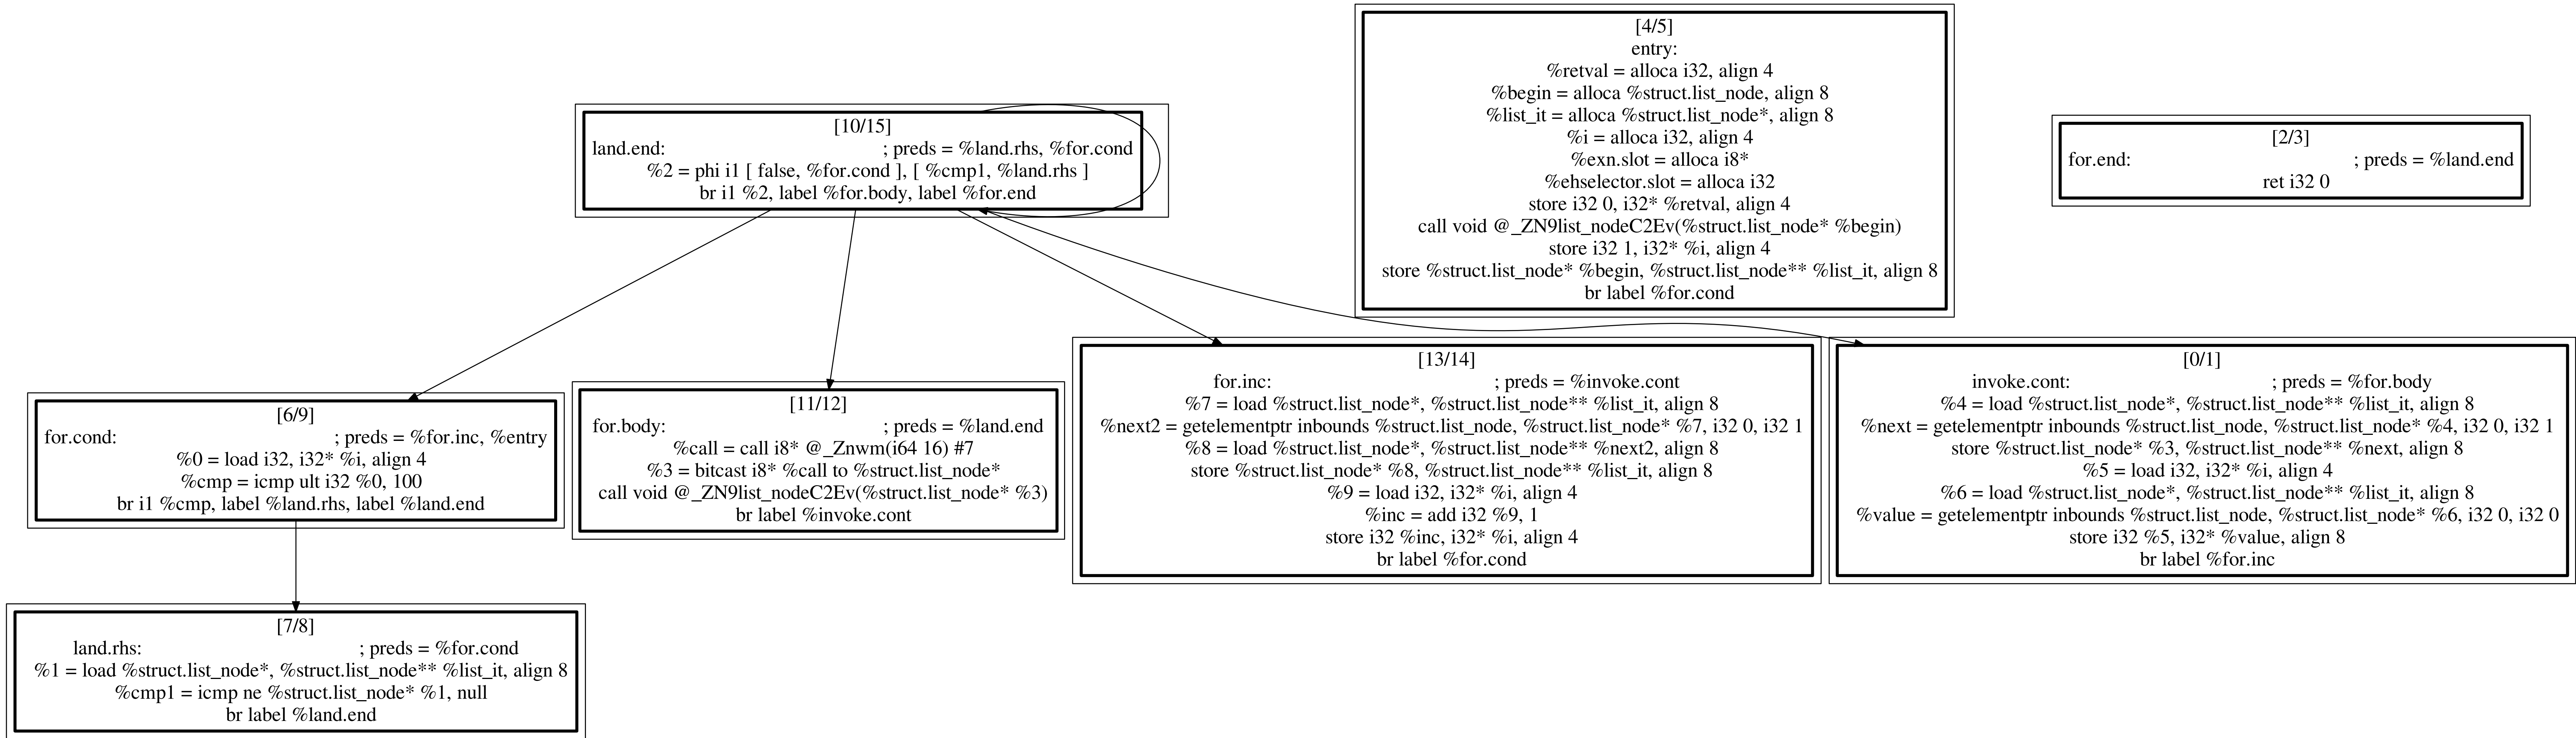 [4/5]
entry:
%retval = alloca i32, align 4
%begin = alloca %struct.list_node, align 8
%list_it = alloca %struct.list_node*, align 8
%i = alloca i32, align 4
%exn.slot = alloca i8*
%ehselector.slot = alloca i32
store i32 0, i32* %retval, align 4
call void @_ZN9list_nodeC2Ev(%struct.list_node* %begin)
store i32 1, i32* %i, align 4
store %struct.list_node* %begin, %struct.list_node** %list_it, align 8
br label %for.cond
[10/15]
land.end: ; preds = %land.rhs, %for.cond
%2 = phi i1 [ false, %for.cond ], [ %cmp1, %land.rhs ]
br i1 %2, label %for.body, label %for.end
[2/3]
for.end: ; preds = %land.end
ret i32 0
[6/9]
for.cond: ; preds = %for.inc, %entry
%0 = load i32, i32* %i, align 4
%cmp = icmp ult i32 %0, 100
br i1 %cmp, label %land.rhs, label %land.end
[11/12]
for.body: ; preds = %land.end
%call = call i8* @_Znwm(i64 16) #7
%3 = bitcast i8* %call to %struct.list_node*
call void @_ZN9list_nodeC2Ev(%struct.list_node* %3)
br label %invoke.cont
[13/14]
for.inc: ; preds = %invoke.cont
%7 = load %struct.list_node*, %struct.list_node** %list_it, align 8
%next2 = getelementptr inbounds %struct.list_node, %struct.list_node* %7, i32 0, i32 1
%8 = load %struct.list_node*, %struct.list_node** %next2, align 8
store %struct.list_node* %8, %struct.list_node** %list_it, align 8
%9 = load i32, i32* %i, align 4
%inc = add i32 %9, 1
store i32 %inc, i32* %i, align 4
br label %for.cond
[0/1]
invoke.cont: ; preds = %for.body
%4 = load %struct.list_node*, %struct.list_node** %list_it, align 8
%next = getelementptr inbounds %struct.list_node, %struct.list_node* %4, i32 0, i32 1
store %struct.list_node* %3, %struct.list_node** %next, align 8
%5 = load i32, i32* %i, align 4
%6 = load %struct.list_node*, %struct.list_node** %list_it, align 8
%value = getelementptr inbounds %struct.list_node, %struct.list_node* %6, i32 0, i32 0
store i32 %5, i32* %value, align 8
br label %for.inc
[7/8]
land.rhs: ; preds = %for.cond
%1 = load %struct.list_node*, %struct.list_node** %list_it, align 8
%cmp1 = icmp ne %struct.list_node* %1, null
br label %land.end